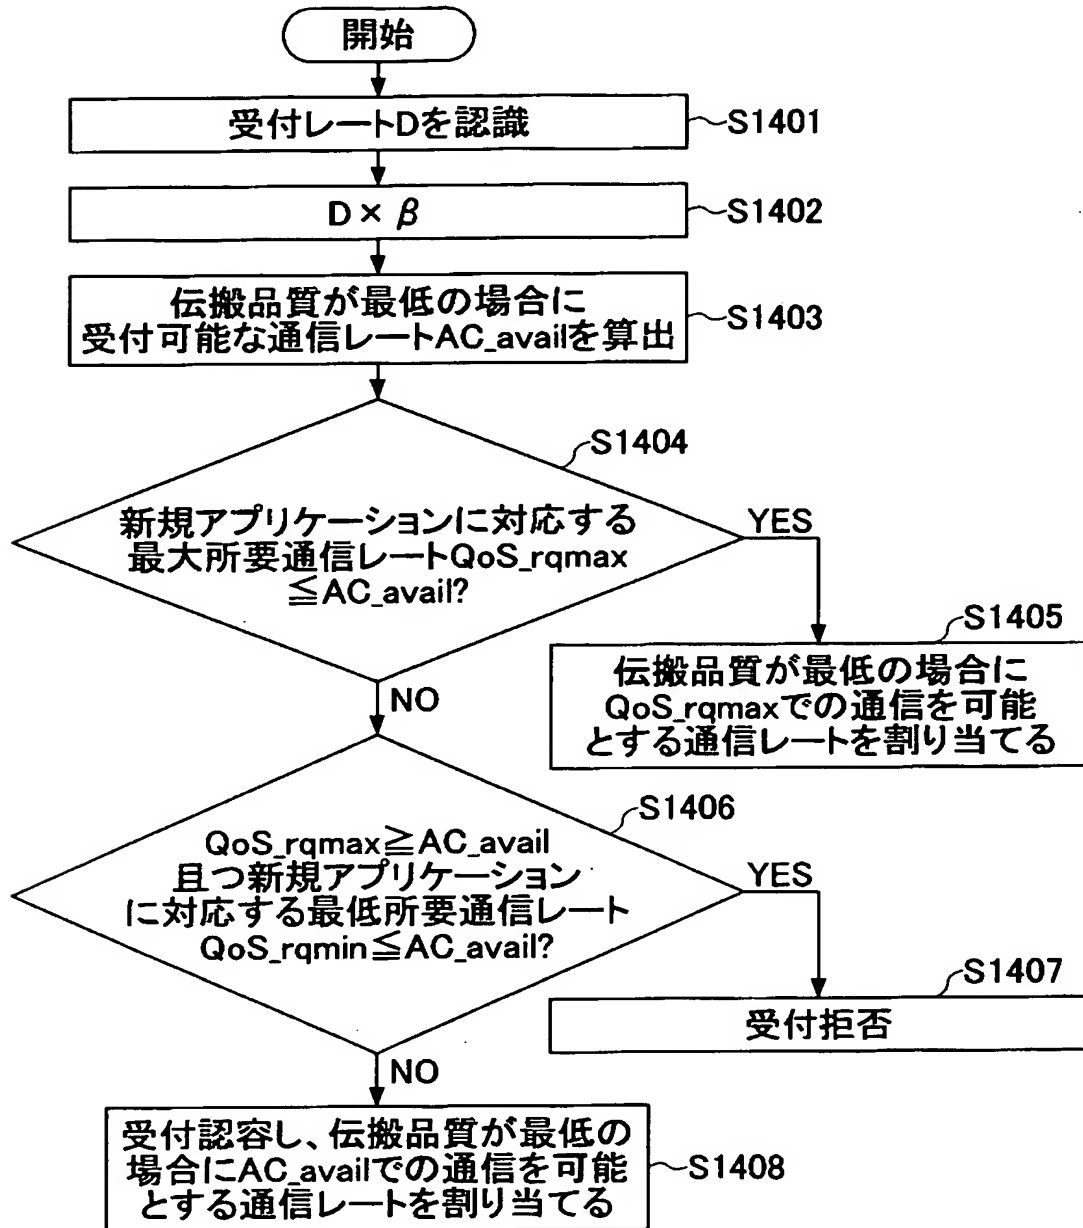 開始
受付レートDを認識
S1401
D × β
S1402
伝搬品質が最低の場合に
受付可能な通信レートAC_availを算出
S1403
S1404
新規アプリケーションに対応する
最大所要通信レートQoS_rqmax
≦AC_avail?
YES
S1405
伝搬品質が最低の場合に
QoS_rqmaxでの通信を可能
とする通信レートを割り当てる
NO
S1406
QoS_rqmax≧AC_avail
且つ新規アプリケーション
に対応する最低所要通信レート
QoS_rqmin≦AC_avail?
YES
S1407
受付拒否
NO
受付認容し、伝搬品質が最低の
場合にAC_availでの通信を可能
とする通信レートを割り当てる
S1408